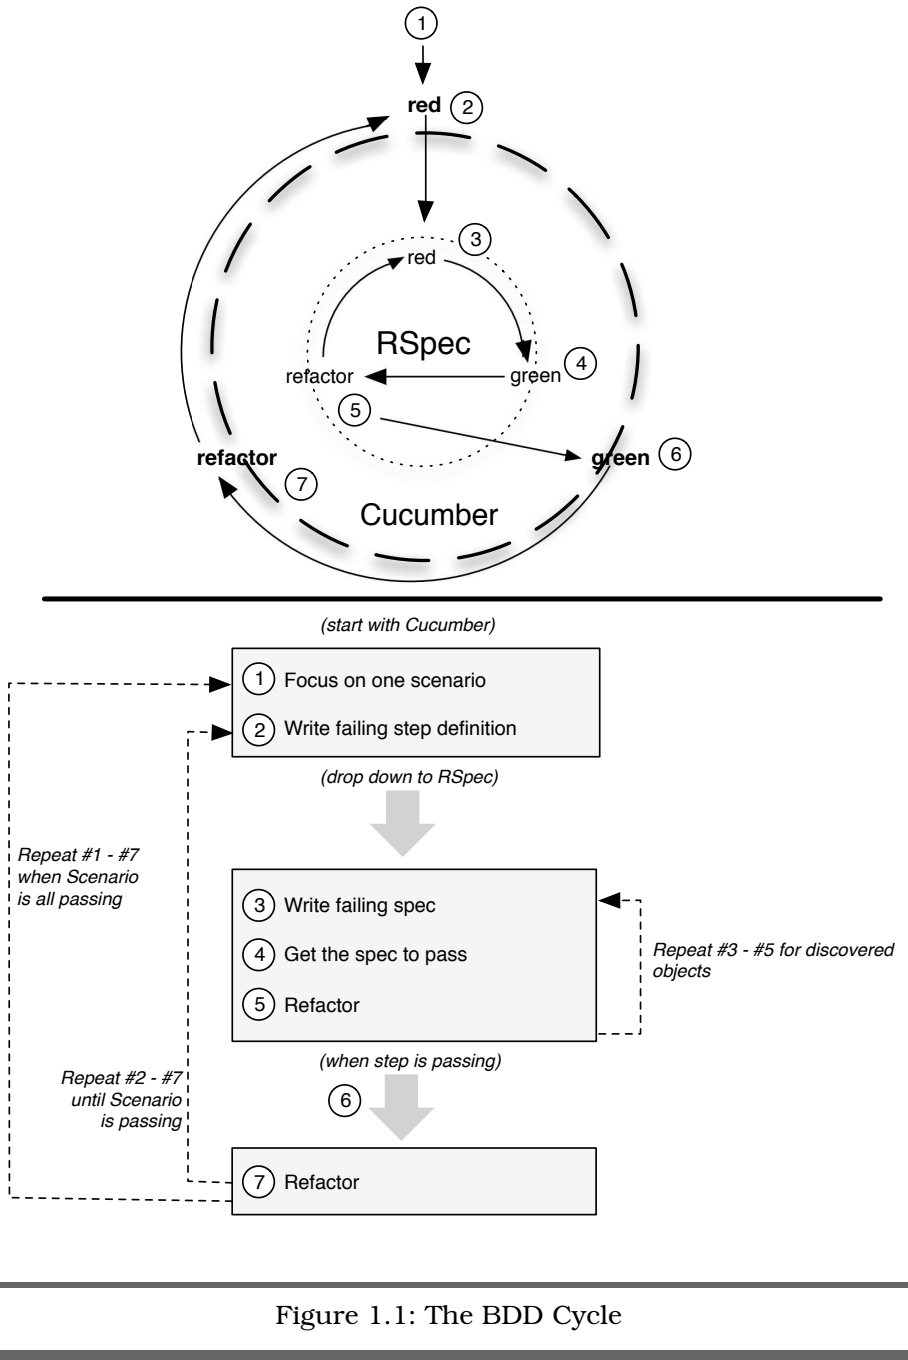 1
red 2
3
red
RSpec
4
refactor
green
5
refactor
green 6
7
Cucumber
(start with Cucumber)
1 Focus on one scenario
2 Write failing step definition
(drop down to RSpec)
Repeat #1 - #7
when Scenario
is all passing
3 Write failing spec
4 Get the spec to pass
5 Refactor
Repeat #3 - #5 for discovered
objects
(when step is passing)
6
Repeat #2 - #7
until Scenario
is passing
7 Refactor
Figure 1.1: The BDD Cycle